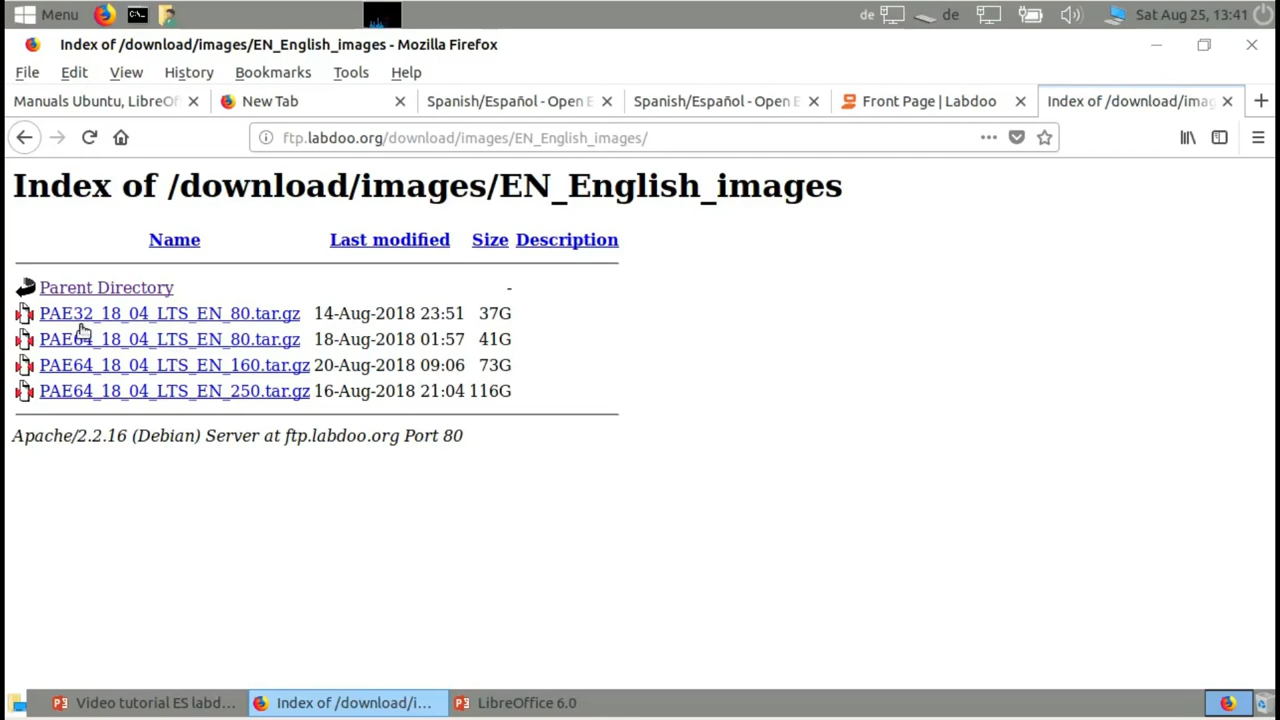 Menu
de
de
Sat Aug 25, 13:41
Index of /download/images/EN_English_images - Mozilla Firefox
File Edit View History Bookmarks Tools Help
Manuals Ubuntu, LibreOf
New Tab
Spanish/Español - Open E
Spanish/Español - Open E
Front Page | Labdoo
Index of /download/imag
ftp.labdoo.org/download/images/EN_English_images/
Index of /download/images/EN_English_images
Name Last modified Size Description
Parent Directory -
PAE32_18_04_LTS_EN_80.tar.gz 14-Aug-2018 23:51 37G
PAE64_18_04_LTS_EN_80.tar.gz 18-Aug-2018 01:57 41G
PAE64_18_04_LTS_EN_160.tar.gz 20-Aug-2018 09:06 73G
PAE64_18_04_LTS_EN_250.tar.gz 16-Aug-2018 21:04 116G
Apache/2.2.16 (Debian) Server at ftp.labdoo.org Port 80
Video tutorial ES labd...
Index of /download/i...
LibreOffice 6.0